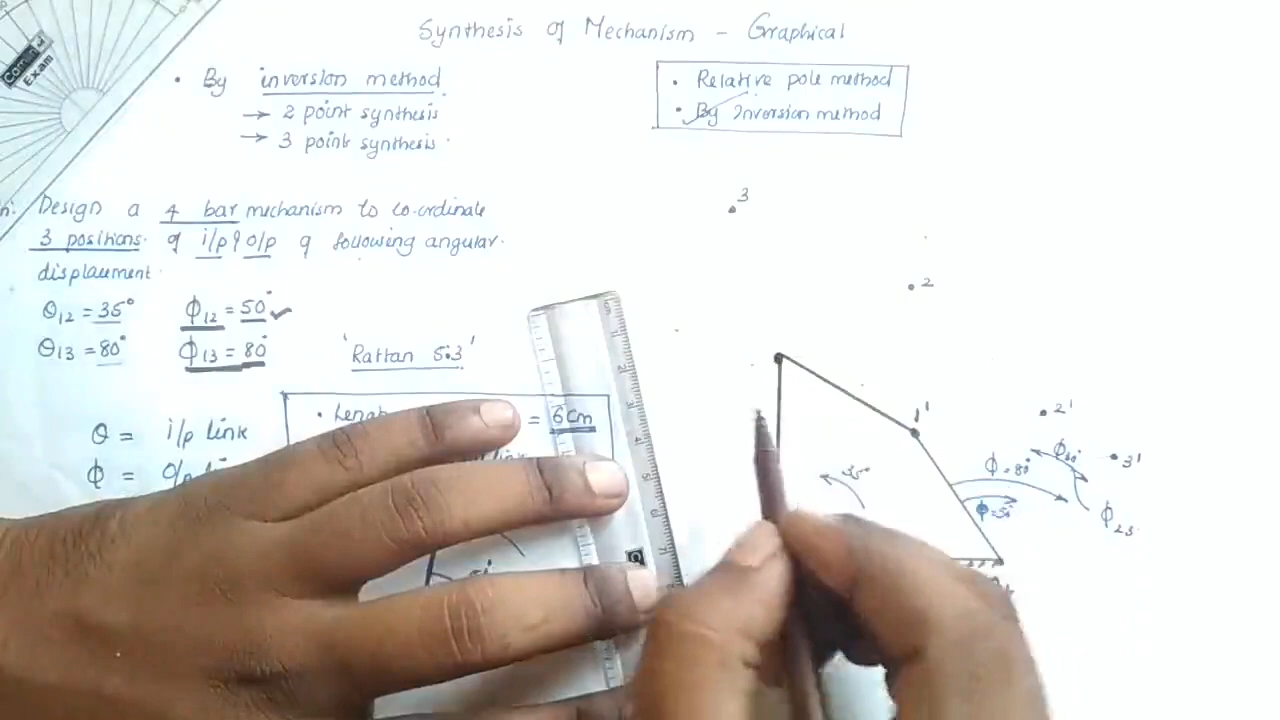 Synthesis of Mechanism - Graphical
• By inversion method
→ 2 point synthesis
→ 3 point synthesis
• Relative pole method
• By Inversion method
Exam
Design a 4 bar mechanism to co.ordinate
3 positions of i/p & o/p of following angular
displacment
θ12 = 35° ϕ12 = 50° ✓
θ13 = 80° ϕ13 = 80°
'Rattan 5.3'
= 6cm
θ = i/p link
ϕ = o/p
3
2
1'
2'
3'
ϕ = 80°
ϕ = 50°
ϕ23